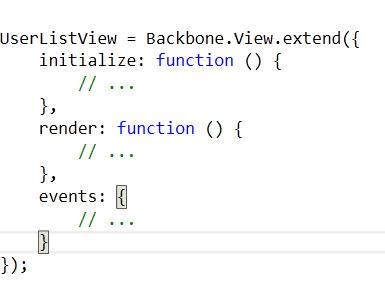 UserListView = Backbone.View.extend({
    initialize: function () {
        // ...
    },
    render: function () {
        // ...
    },
    events: {
        // ...
    }
});